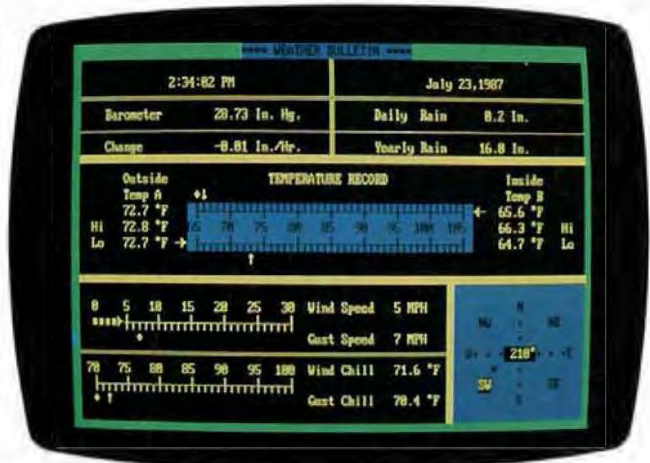 ==== WEATHER BULLETIN ====
2:34:02 PM July 23,1987
Barometer 28.73 In. Hg. Daily Rain 0.2 In.
Change -0.01 In./Hr. Yearly Rain 16.0 In.
Outside TEMPERATURE RECORD Inside
Temp A Temp B
72.7 °F 65.6 °F
Hi 72.8 °F 66.3 °F Hi
65 70 75 80 85 90 95 100 105
Lo 72.7 °F 64.7 °F Lo
0 5 10 15 20 25 30 Wind Speed 5 MPH
Gust Speed 7 MPH
70 75 80 85 90 95 100 Wind Chill 71.6 °F
Gust Chill 70.4 °F
N
NW NE
W E
210°
SW SE
S